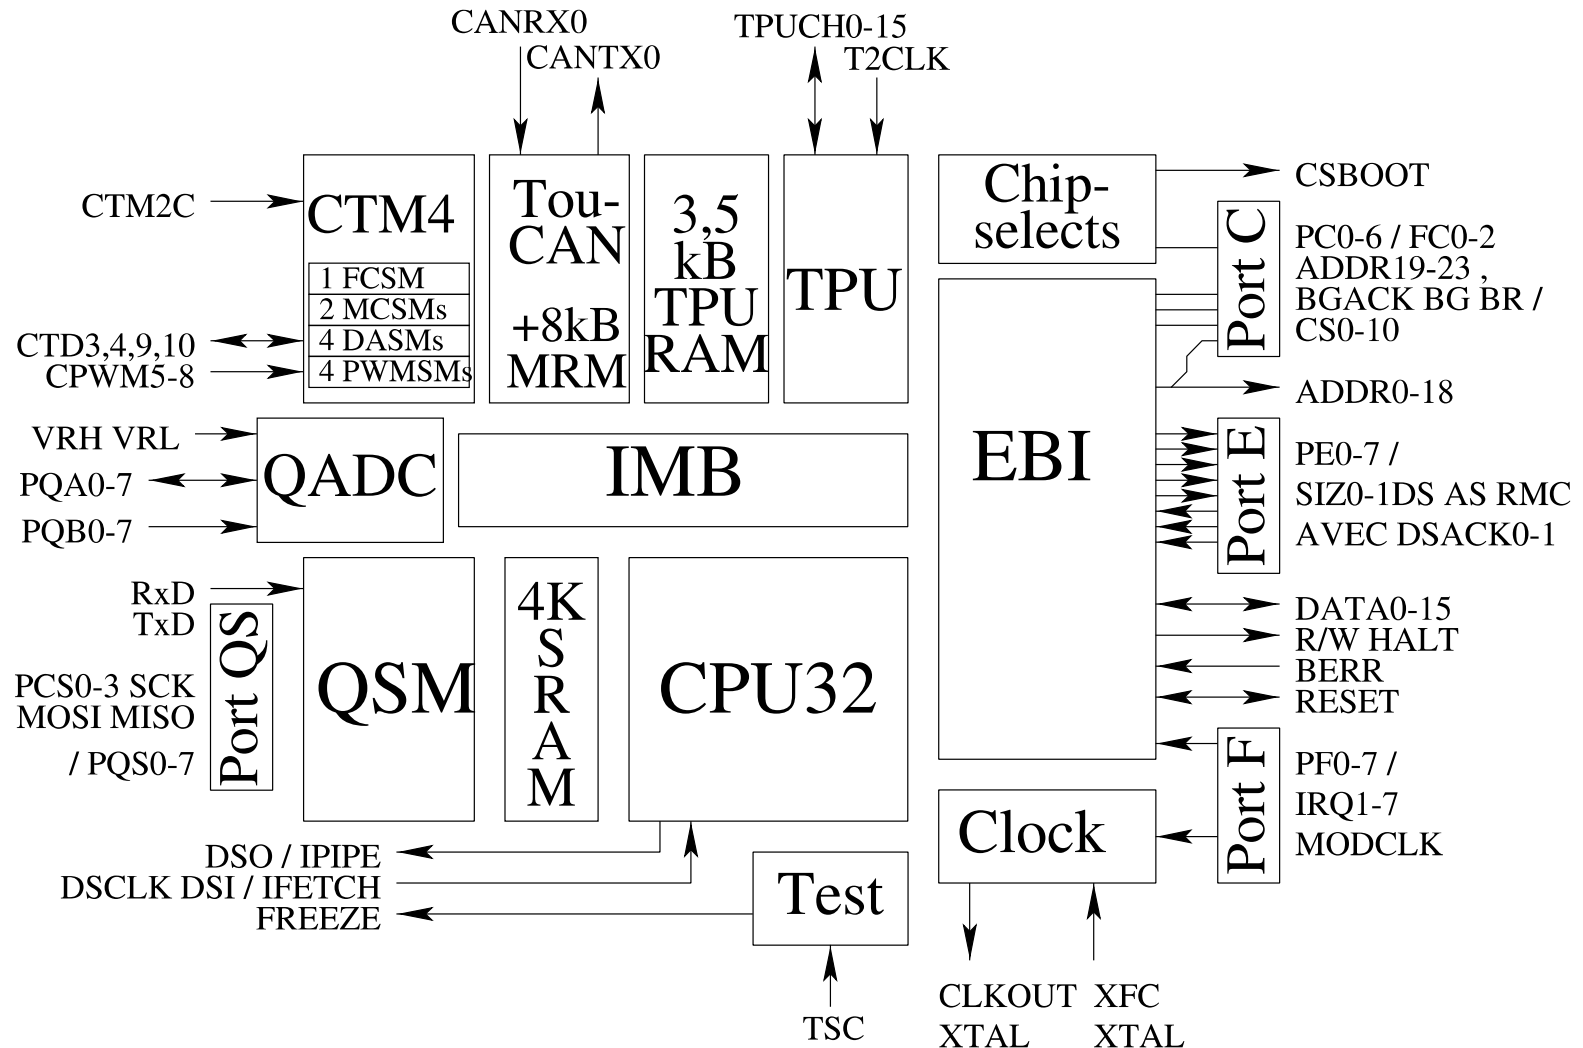 CANRX0
CANTX0
TPUCH0-15
T2CLK
CTM2C
CTM4
1 FCSM
2 MCSMs
4 DASMs
4 PWMSMs
CTD3,4,9,10
CPWM5-8
Tou-
CAN
+8kB
MRM
3,5
kB
TPU
RAM
TPU
Chip-
selects
CSBOOT
Port C
PC0-6 / FC0-2
ADDR19-23 ,
BGACK BG BR /
CS0-10
ADDR0-18
VRH VRL
PQA0-7
PQB0-7
QADC
IMB
EBI
Port E
PE0-7 /
SIZ0-1DS AS RMC
AVEC DSACK0-1
RxD
TxD
Port QS
PCS0-3 SCK
MOSI MISO
/ PQS0-7
QSM
4K
S
R
A
M
CPU32
DATA0-15
R/W HALT
BERR
RESET
Port F
PF0-7 /
IRQ1-7
MODCLK
Clock
DSO / IPIPE
DSCLK DSI / IFETCH
FREEZE
Test
TSC
CLKOUT
XTAL
XFC
XTAL